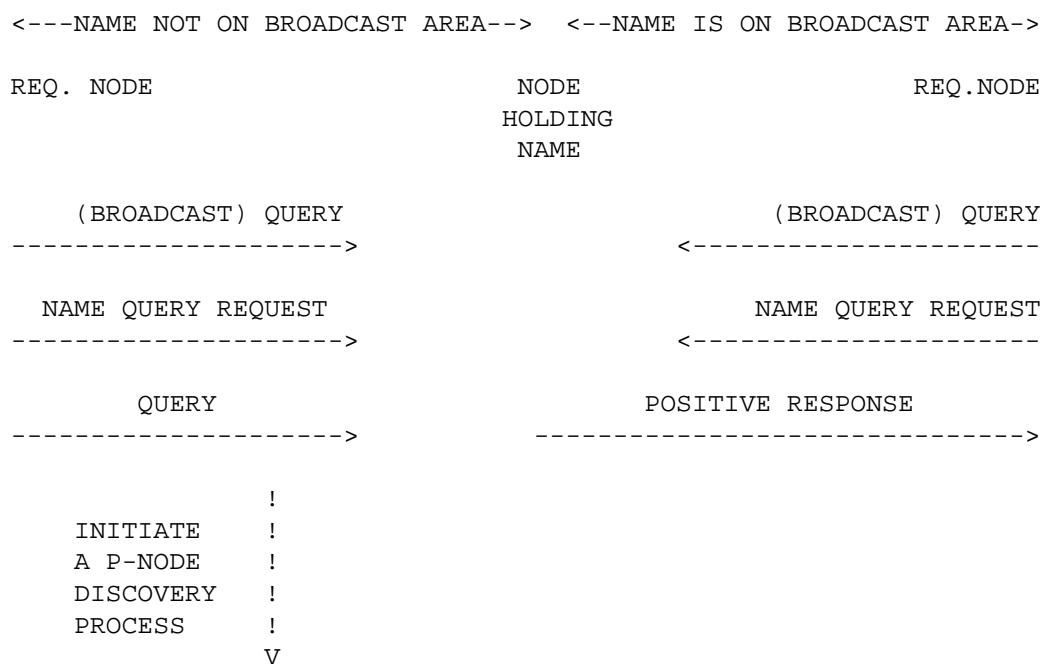 <---NAME NOT ON BROADCAST AREA--> <--NAME IS ON BROADCAST AREA->
REQ. NODE NODE REQ.NODE
HOLDING
NAME
(BROADCAST) QUERY (BROADCAST) QUERY
---------------------> <----------------------
NAME QUERY REQUEST NAME QUERY REQUEST
---------------------> <----------------------
QUERY POSITIVE RESPONSE
---------------------> ------------------------------->
!
INITIATE !
A P-NODE !
DISCOVERY !
PROCESS !
V